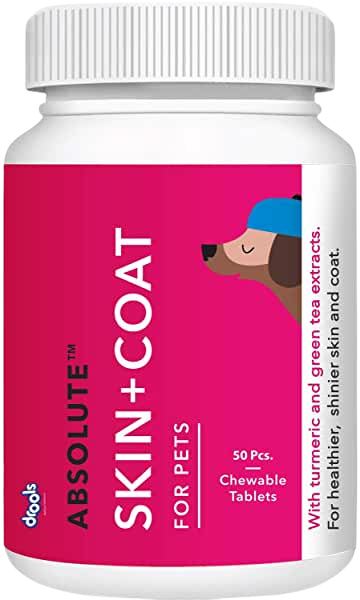 drools
ABSOLUTE™
SKIN+COAT
FOR PETS
50 Pcs.
Chewable
Tablets
With turmeric and green tea extracts.
For healthier, shinier skin and coat.